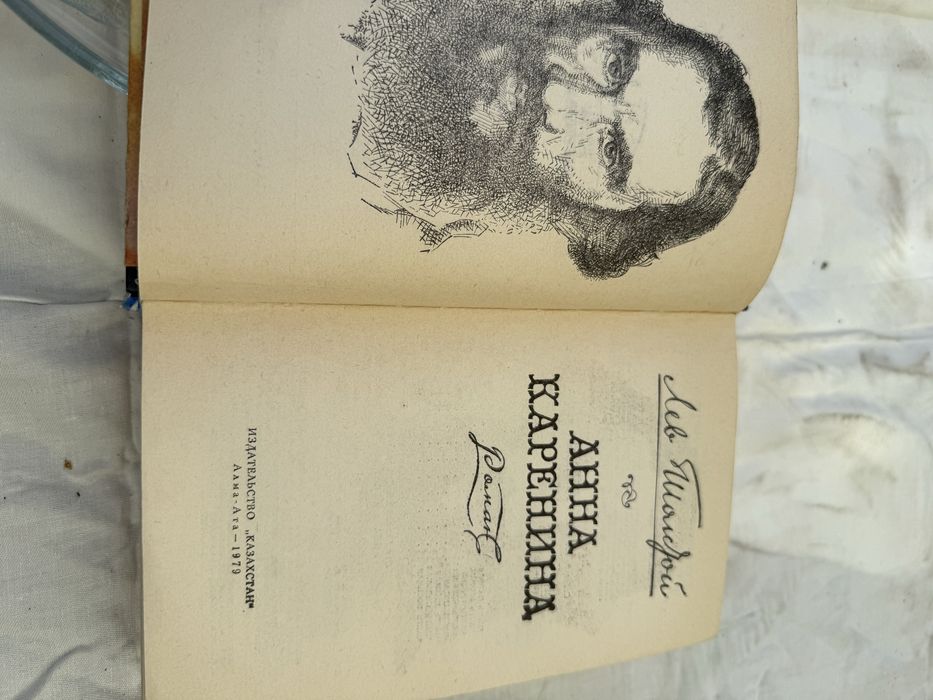 Лев Толстой
АННА
КАРЕНИНА
Роман
ИЗДАТЕЛЬСТВО „КАЗАХСТАН“
Алма-Ата — 1979